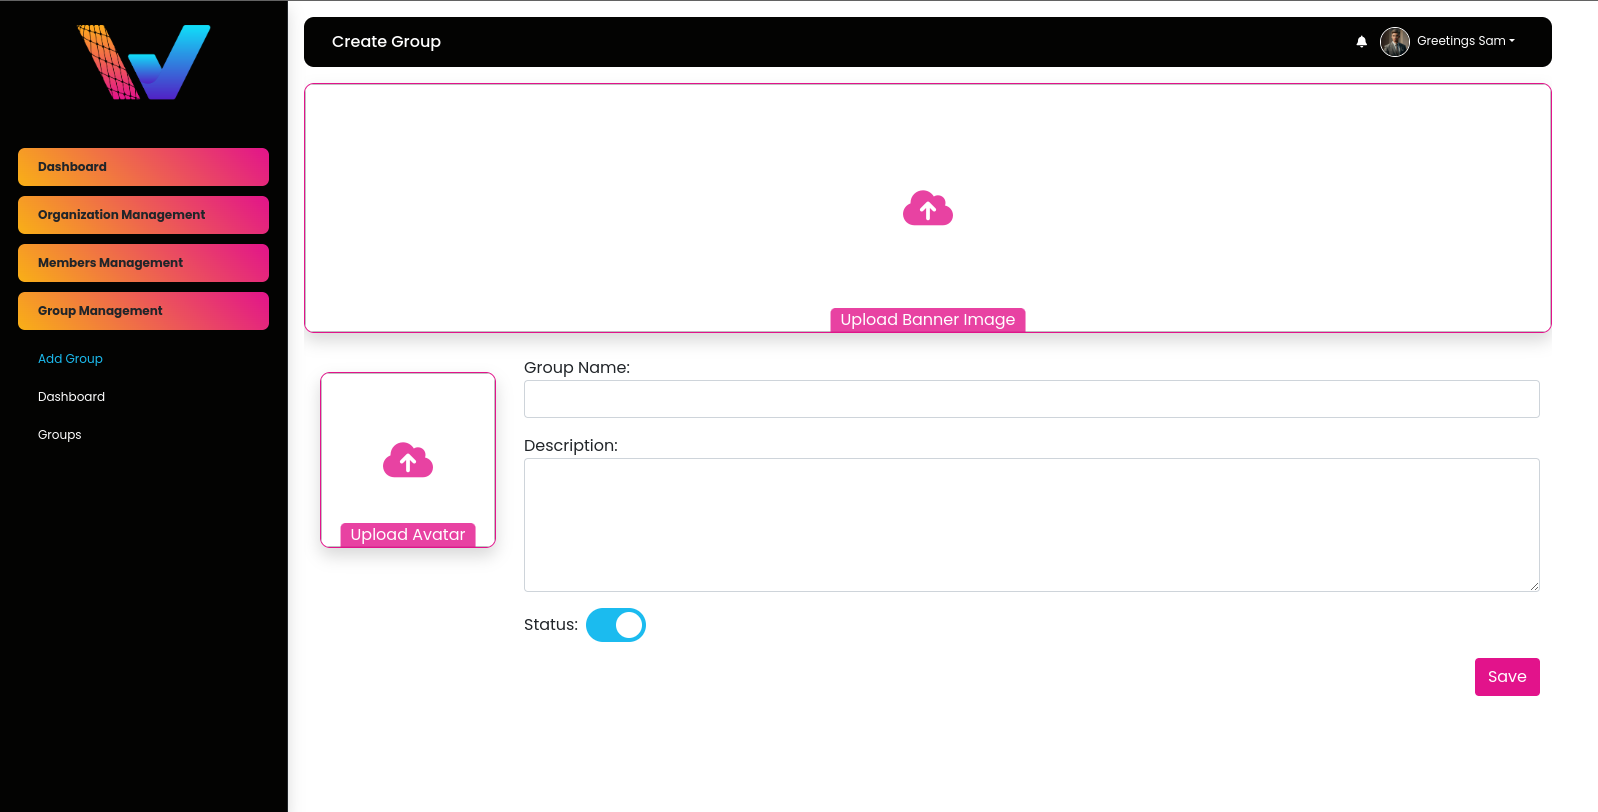 Create Group
Greetings Sam
Dashboard
Organization Management
Members Management
Group Management
Add Group
Dashboard
Groups
Upload Banner Image
Group Name:
Upload Avatar
Description:
Status:
Save